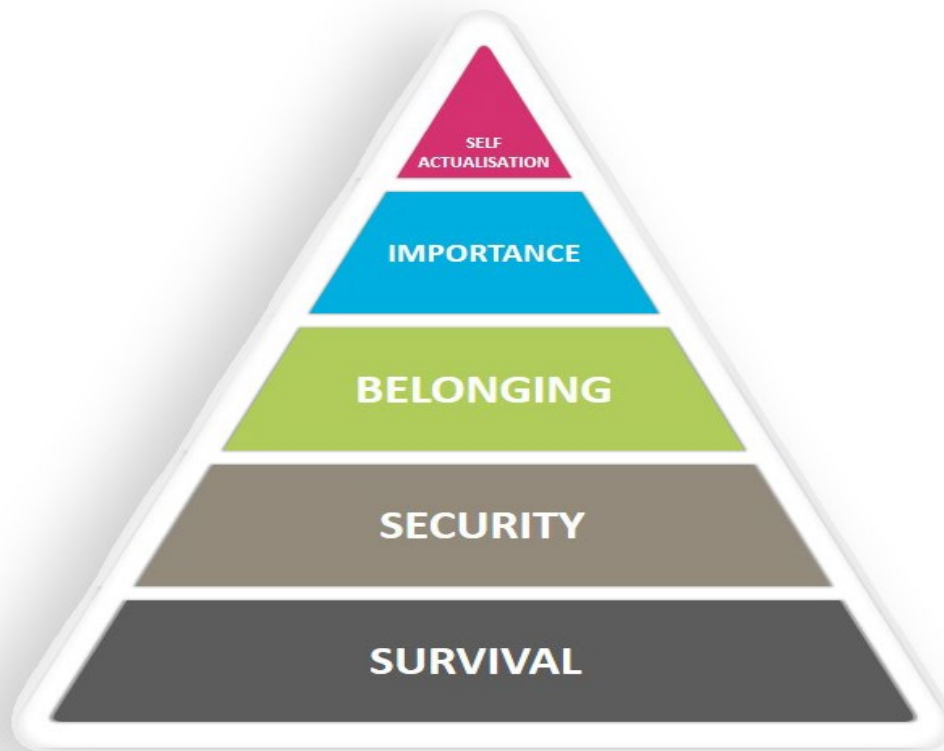 SELF
ACTUALISATION
IMPORTANCE
BELONGING
SECURITY
SURVIVAL